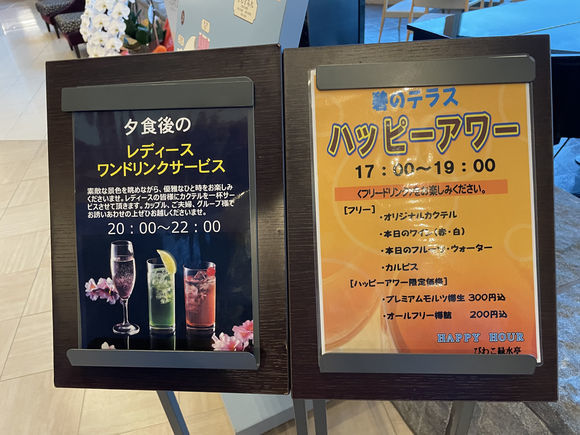 夕食後の
レディース
ワンドリンクサービス
素敵な景色を眺めながら、優雅なひと時をお楽しみ
くださいませ。レディースの皆様にカクテルを一杯サービ
スさせて頂きます。カップル、ご夫婦、グループ様で
お誘いあわせの上ぜひお越しくださいませ。
20：00～22：00
碧のテラス
ハッピーアワー
17：00～19：00
くフリードリンク〉をお楽しみください。
【フリー】
・オリジナルカクテル
・本日のワイン（赤・白）
・本日のフルーツ・ウォーター
・カルピス
【ハッピーアワー限定価格】
・プレミアムモルツ樽生 300円込
・オールフリー樽詰 200円込
HAPPY HOUR
びわこ緑水亭